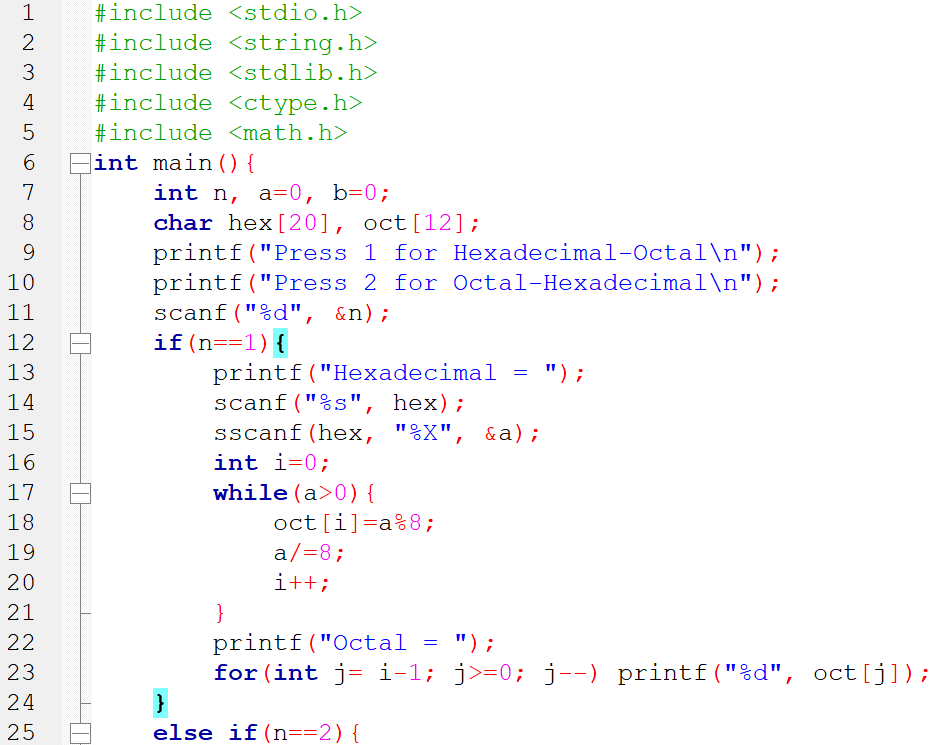 1 #include <stdio.h>
2 #include <string.h>
3 #include <stdlib.h>
4 #include <ctype.h>
5 #include <math.h>
6 int main(){
7     int n, a=0, b=0;
8     char hex[20], oct[12];
9     printf("Press 1 for Hexadecimal-Octal\n");
10     printf("Press 2 for Octal-Hexadecimal\n");
11     scanf("%d", &n);
12     if(n==1){
13         printf("Hexadecimal = ");
14         scanf("%s", hex);
15         sscanf(hex, "%X", &a);
16         int i=0;
17         while(a>0){
18             oct[i]=a%8;
19             a/=8;
20             i++;
21         }
22         printf("Octal = ");
23         for(int j= i-1; j>=0; j--) printf("%d", oct[j]);
24     }
25     else if(n==2){